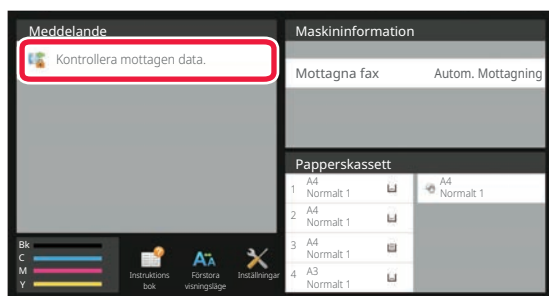 Meddelande
Kontrollera mottagen data.
Maskininformation
Mottagna fax Autom. Mottagning
Papperskassett
1 A4
Normalt 1
A4
Normalt 1
2 A4
Normalt 1
3 A4
Normalt 1
4 A3
Normalt 1
Bk
C
M
Y
Instruktions
bok
Förstora
visningsläge
Inställningar